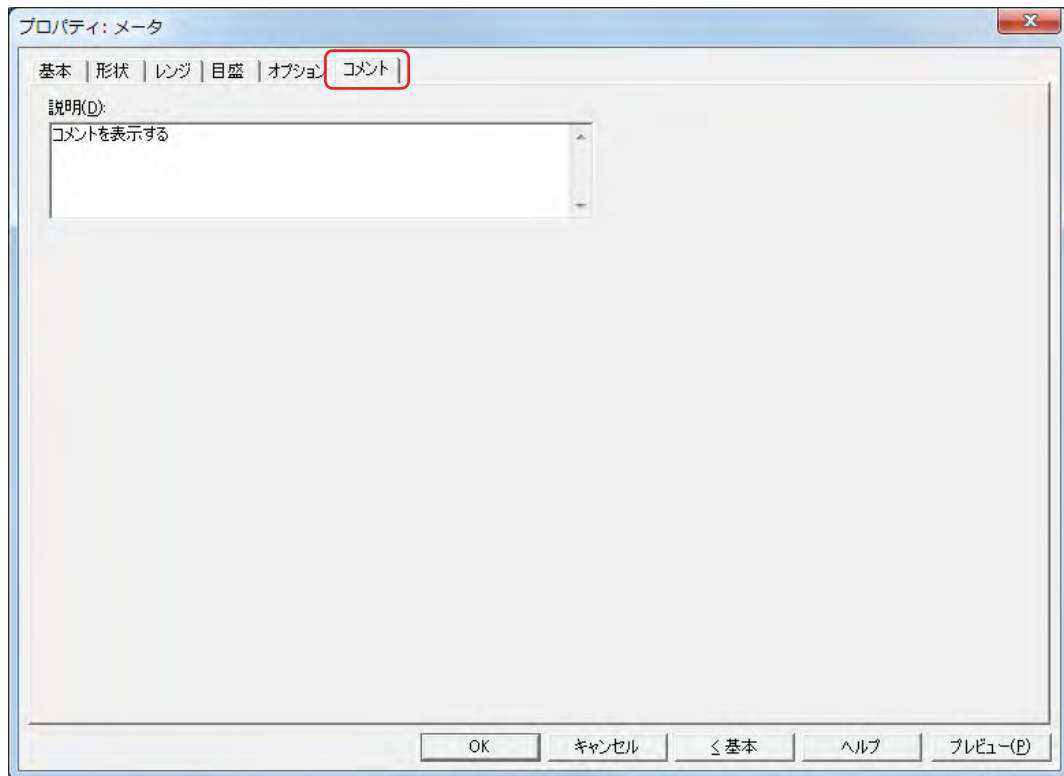 プロパティ: メータ
基本 形状 レンジ 目盛 オプション コメント
説明(D):
コメントを表示する
OK キャンセル < 基本 ヘルプ プレビュー(P)